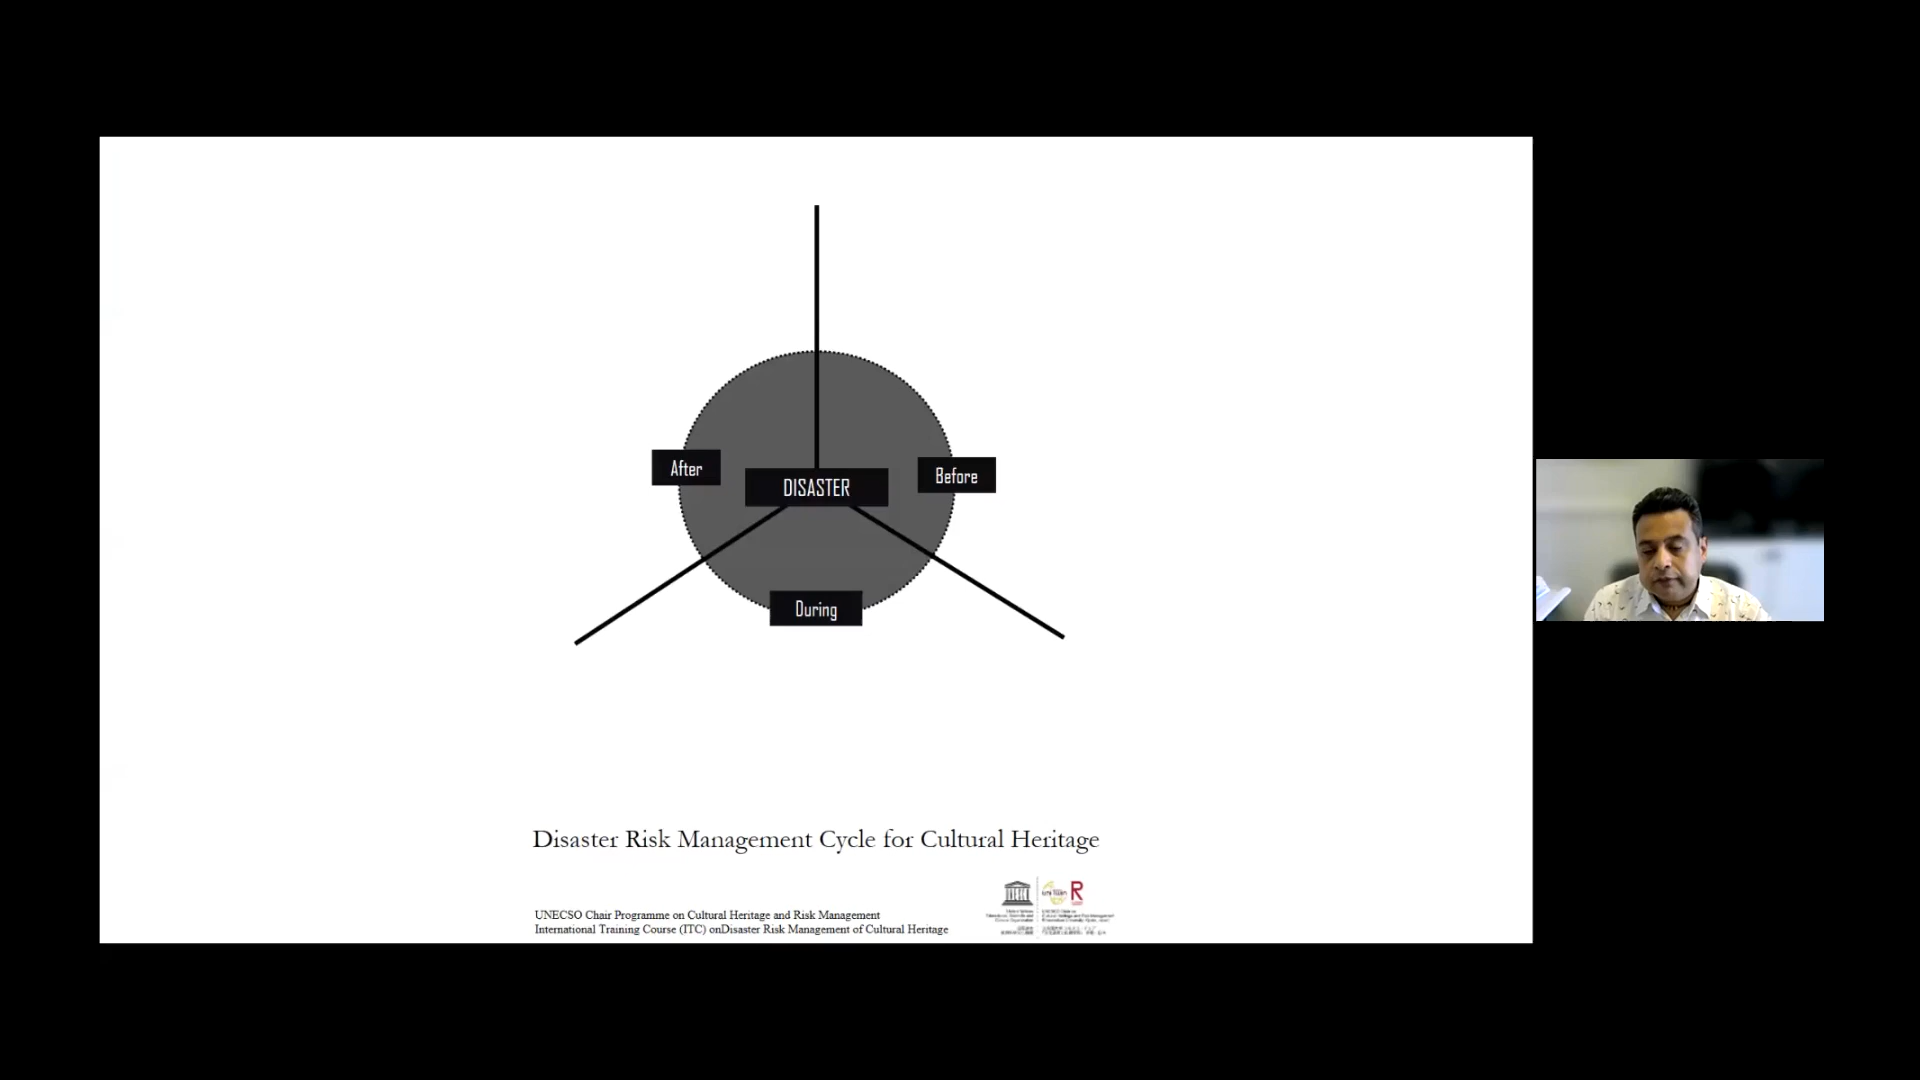 After
Before
DISASTER
During
Disaster Risk Management Cycle for Cultural Heritage
UNECSO Chair Programme on Cultural Heritage and Risk Management
International Training Course (ITC) onDisaster Risk Management of Cultural Heritage
R